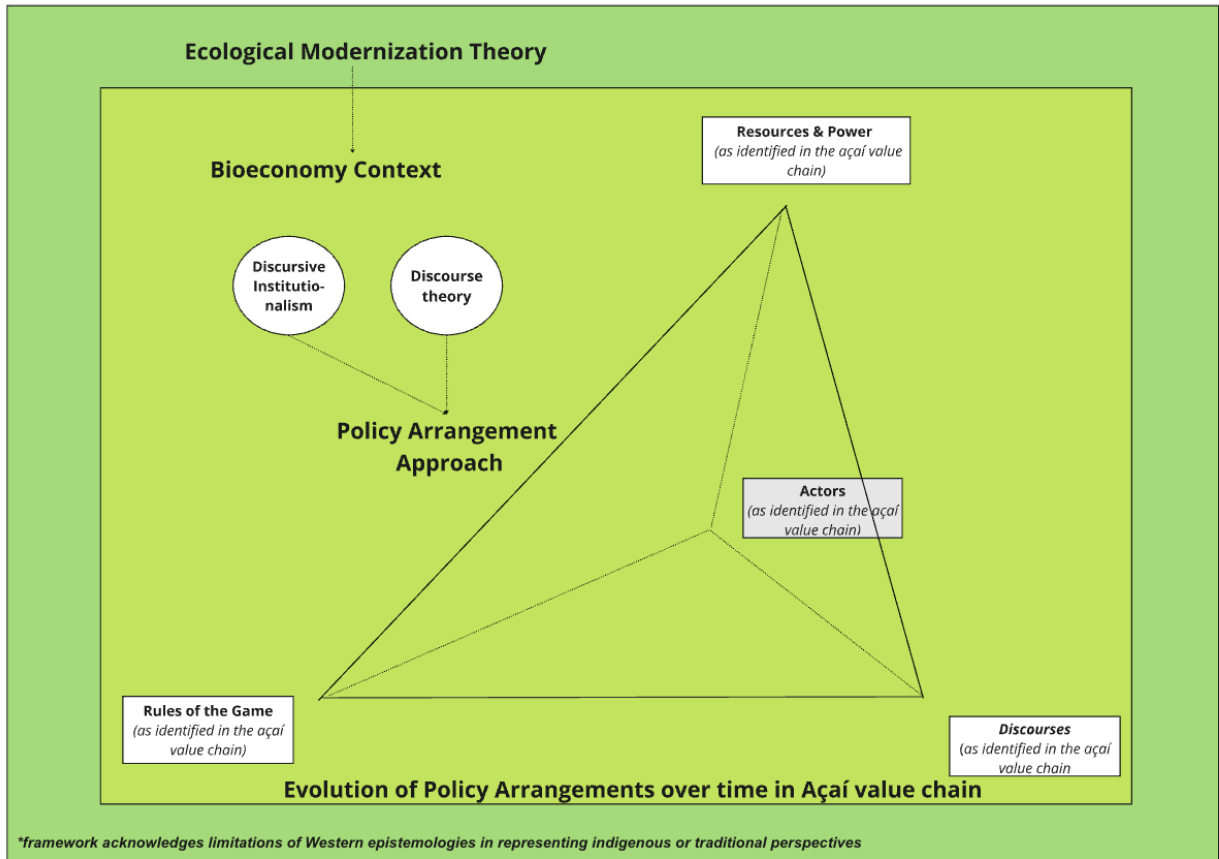 Ecological Modernization Theory
Bioeconomy Context
Resources & Power
(as identified in the açaí value
chain)
Discursive
Institutio-
nalism
Discourse
theory
Policy Arrangement
Approach
Actors
(as identified in the açaí
value chain)
Rules of the Game
(as identified in the açaí
value chain)
Discourses
(as identified in the açaí
value chain
Evolution of Policy Arrangements over time in Açaí value chain
*framework acknowledges limitations of Western epistemologies in representing indigenous or traditional perspectives